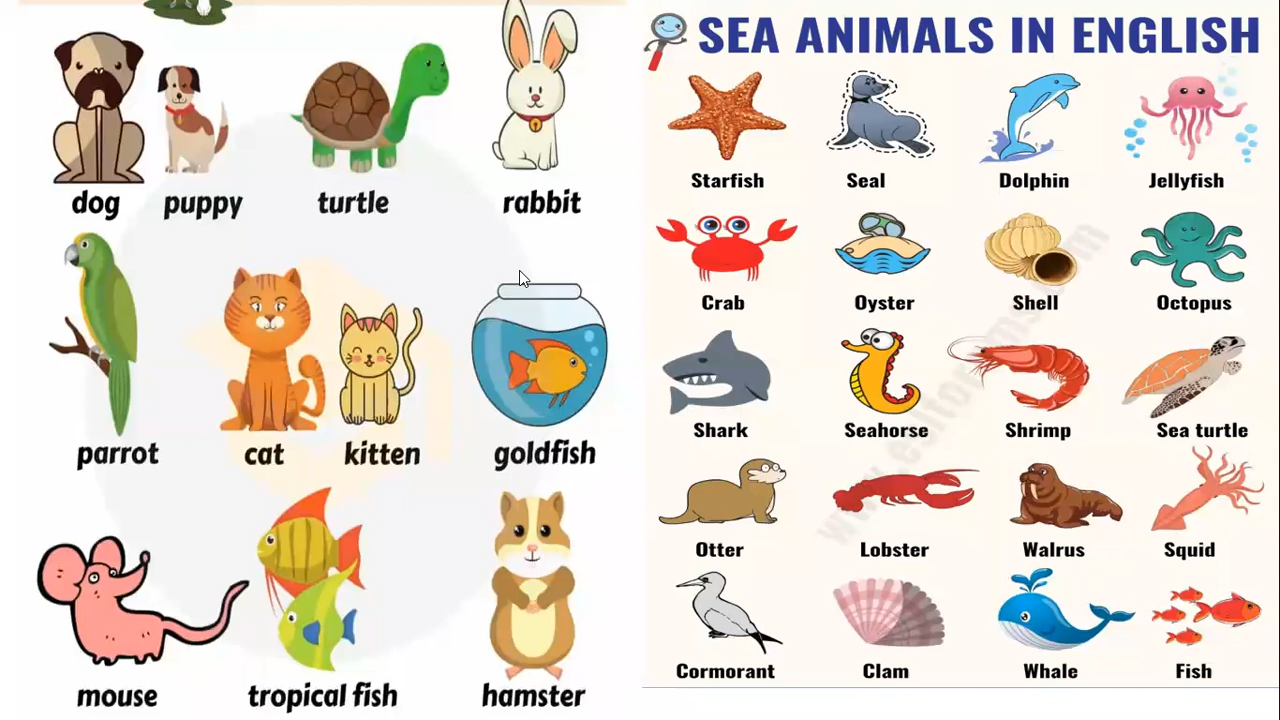 dog puppy turtle rabbit
parrot cat kitten goldfish
mouse tropical fish hamster
SEA ANIMALS IN ENGLISH
Starfish Seal Dolphin Jellyfish
Crab Oyster Shell Octopus
Shark Seahorse Shrimp Sea turtle
Otter Lobster Walrus Squid
Cormorant Clam Whale Fish